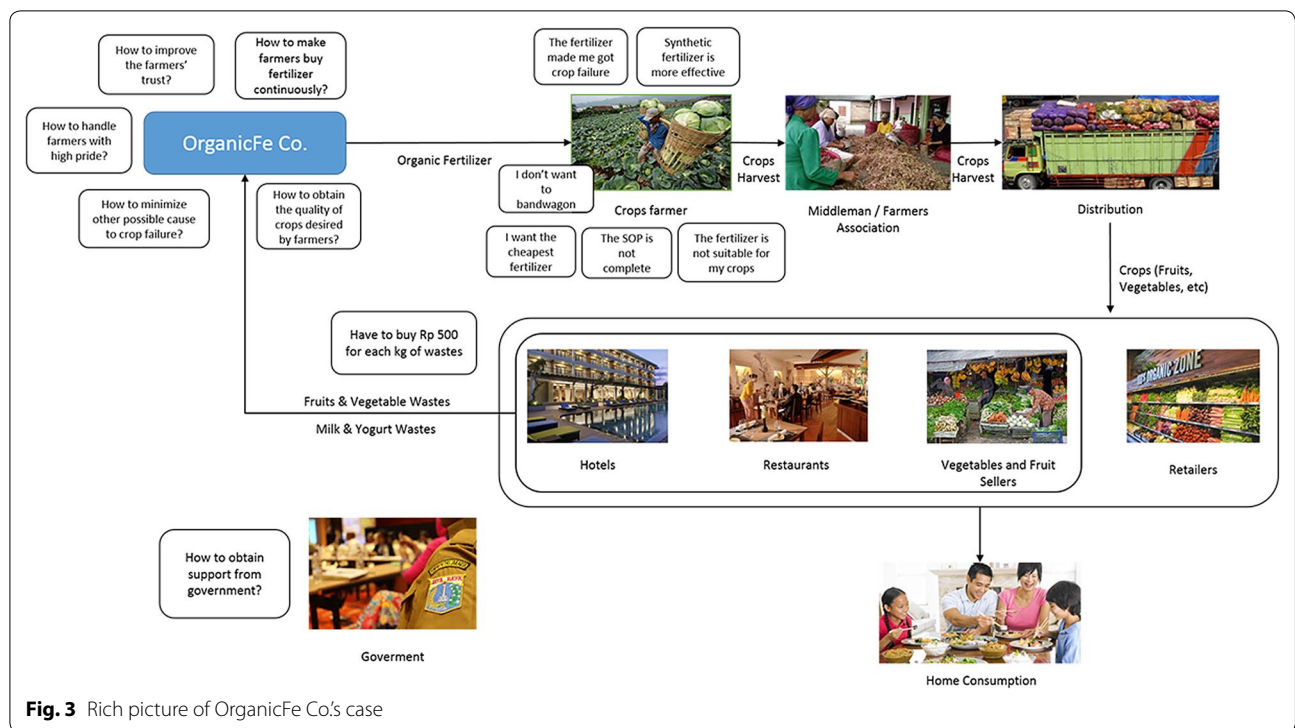 How to improve
the farmers'
trust?
How to make
farmers buy
fertilizer
continuously?
The fertilizer
made me got
crop failure
Synthetic
fertilizer is
more effective
How to handle
farmers with
high pride?
OrganicFe Co.
Organic Fertilizer
Crops
Harvest
Crops
Harvest
I don't want
to
bandwagon
Crops farmer
Middleman / Farmers
Association
Distribution
How to minimize
other possible cause
to crop failure?
How to obtain
the quality of
crops desired
by farmers?
I want the
cheapest
fertilizer
The SOP is
not
complete
The fertilizer is
not suitable for
my crops
Crops (Fruits,
Vegetables, etc)
Have to buy Rp 500
for each kg of wastes
Fruits & Vegetable Wastes
Milk & Yogurt Wastes
ORGANIC ZONE
Hotels
Restaurants
Vegetables and Fruit
Sellers
Retailers
How to obtain
support from
government?
Goverment
Home Consumption
Fig. 3 Rich picture of OrganicFe Co.'s case